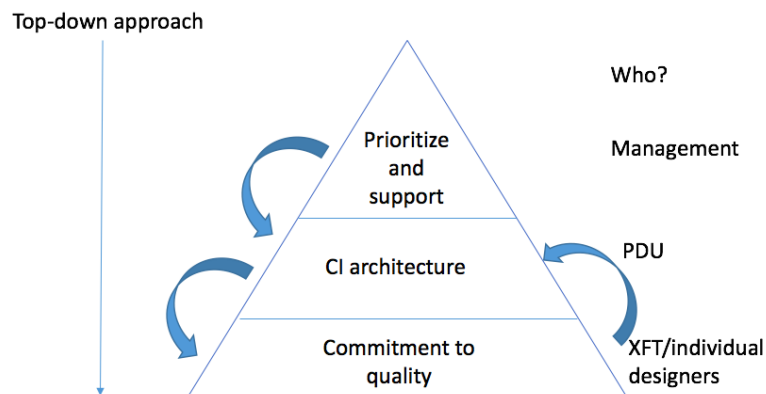 Top-down approach
Who?
Prioritize
and
support
Management
CI architecture
PDU
Commitment to
quality
XFT/individual
designers